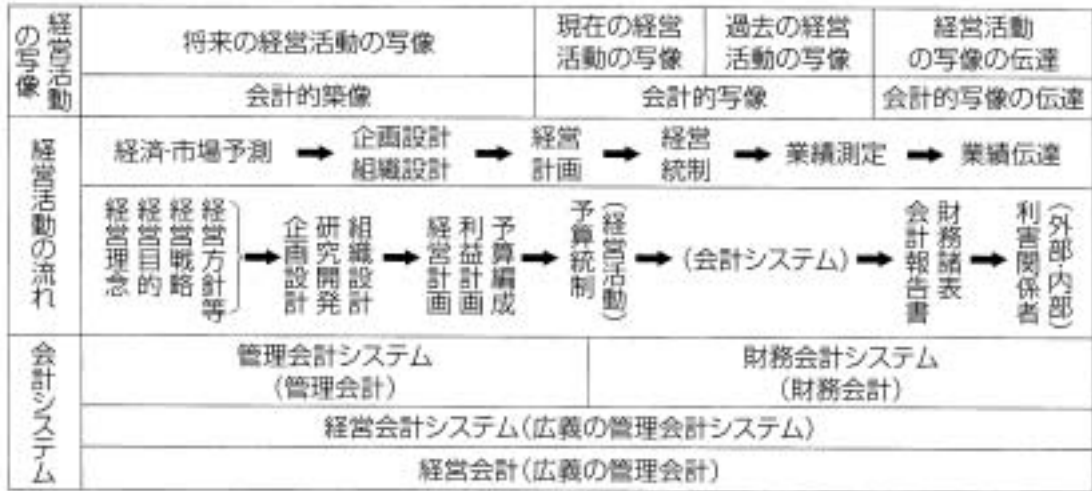 経営活動
の写像
将来の経営活動の写像
現在の経営
活動の写像
過去の経営
活動の写像
経営活動
の写像の伝達
会計的築像
会計的写像
会計的写像の伝達
経営活動の流れ
経済・市場予測
➡
企画設計
組織設計
➡
経営
計画
➡
経営
統制
➡
業績測定
➡
業績伝達
経営理念
経営目的
経営戦略
経営方針等
➡
企画設計
研究開発
組織設計
➡
経営計画
利益計画
予算編成
➡
予算統制
(経営活動)
➡
(会計システム)
➡
会計報告書
財務諸表
➡
利害関係者
(外部・内部)
会計システム
管理会計システム
(管理会計)
財務会計システム
(財務会計)
経営会計システム(広義の管理会計システム)
経営会計(広義の管理会計)